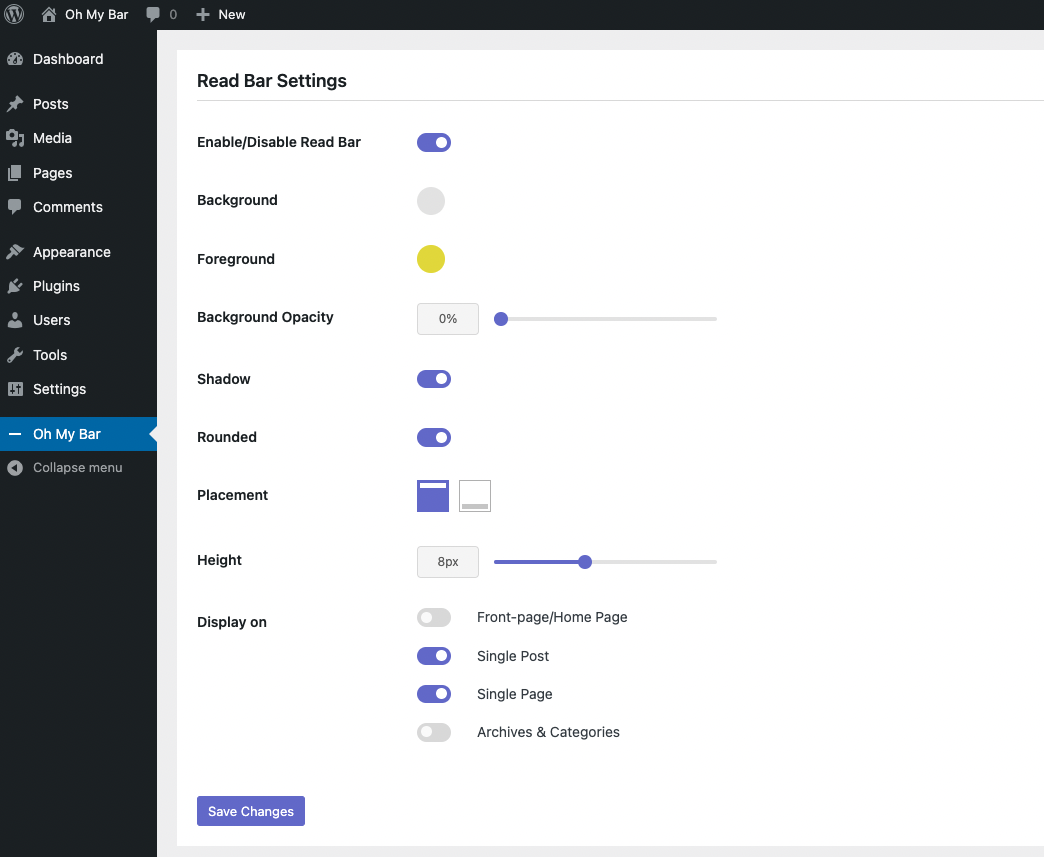 Oh My Bar 0 New
Dashboard
Posts
Media
Pages
Comments
Appearance
Plugins
Users
Tools
Settings
Oh My Bar
Collapse menu
Read Bar Settings
Enable/Disable Read Bar
Background
Foreground
Background Opacity 0%
Shadow
Rounded
Placement
Height 8px
Display on Front-page/Home Page
Single Post
Single Page
Archives & Categories
Save Changes